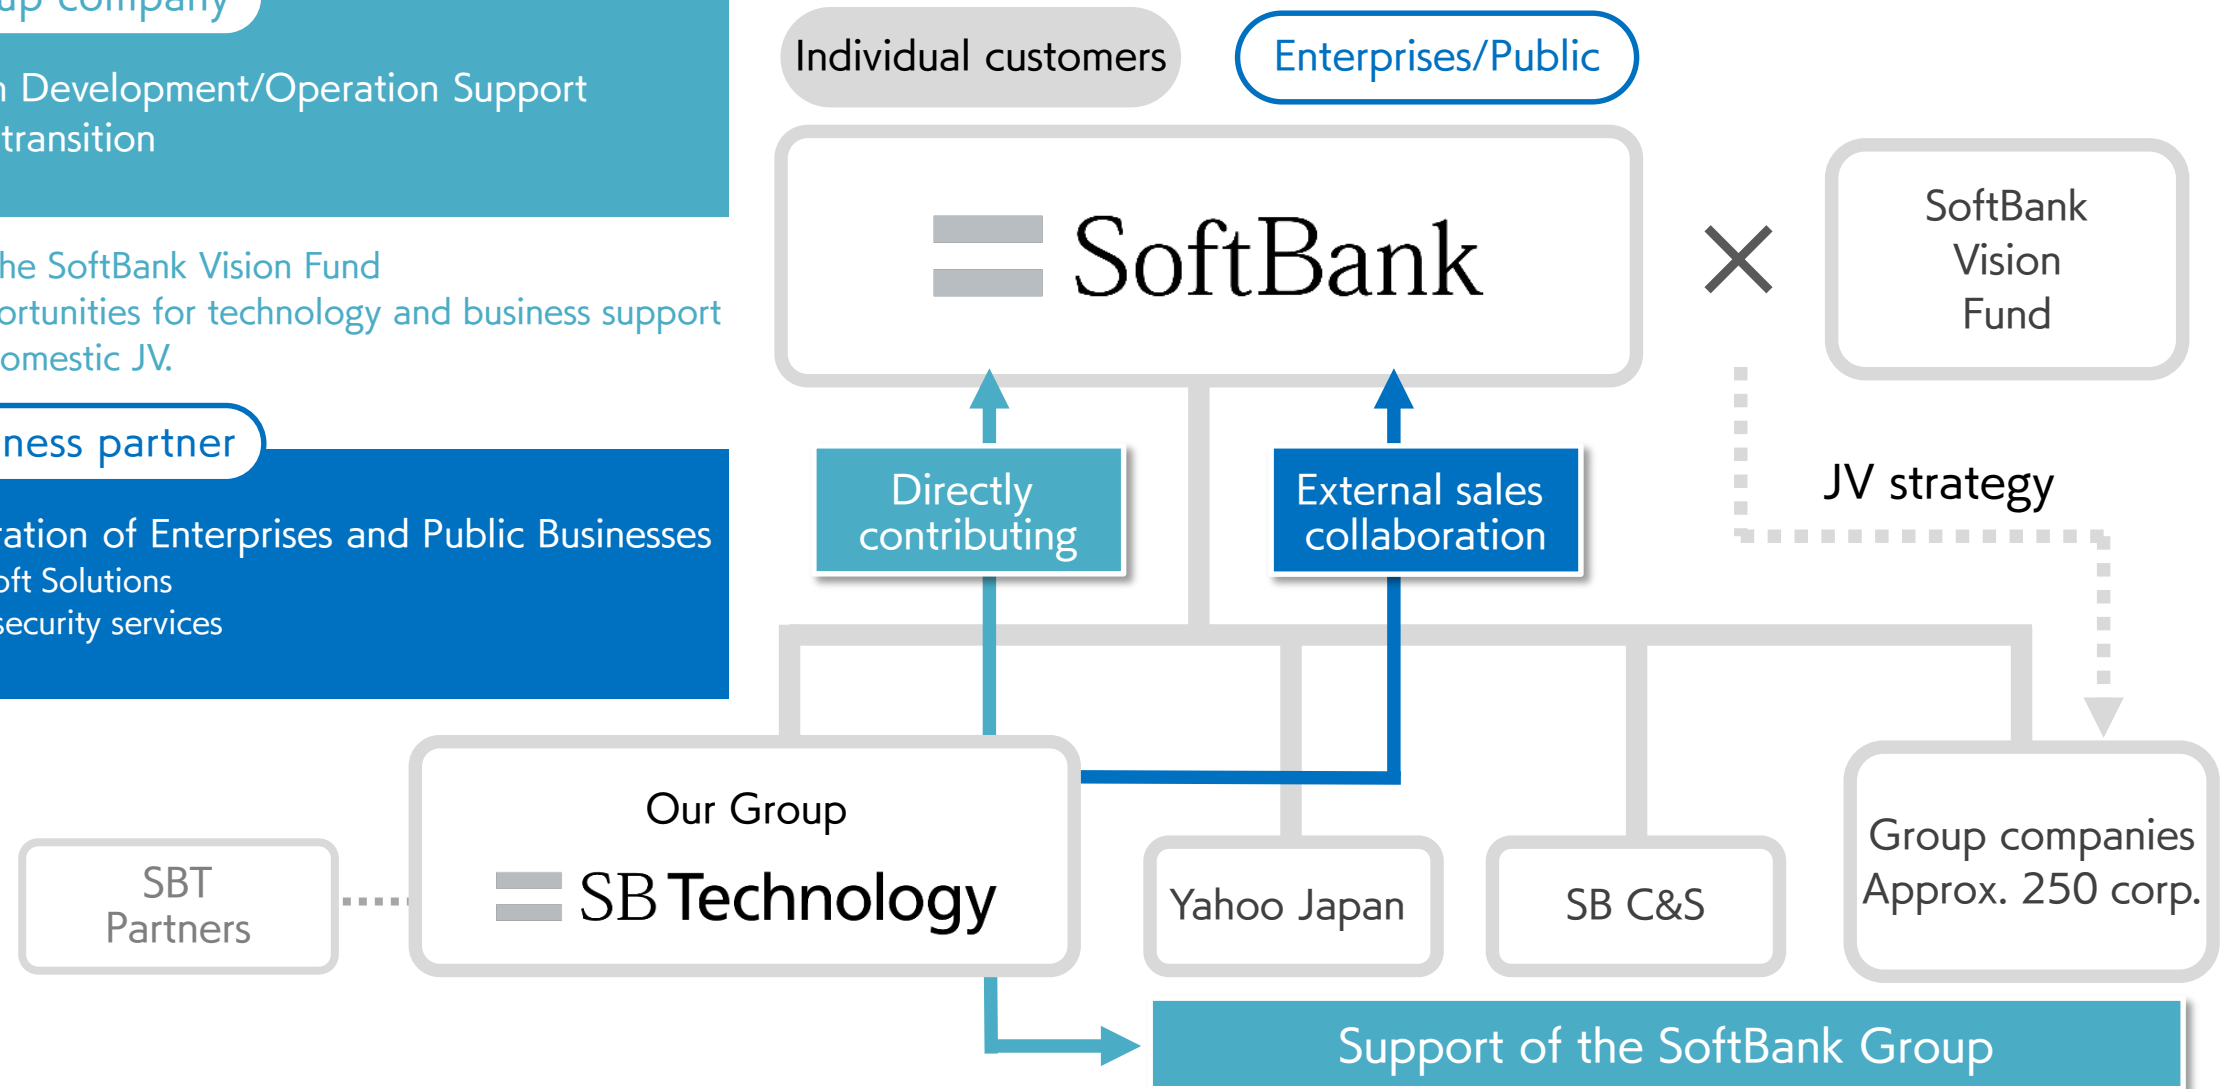 up company
Development/Operation Support
transition
the SoftBank Vision Fund
ortunities for technology and business support
omestic JV.
ness partner
ration of Enterprises and Public Businesses
oft Solutions
security services
Individual customers
Enterprises/Public
SoftBank
SoftBank
Vision
Fund
Directly
contributing
External sales
collaboration
JV strategy
Our Group
SB Technology
SBT
Partners
Yahoo Japan
SB C&S
Group companies
Approx. 250 corp.
Support of the SoftBank Group